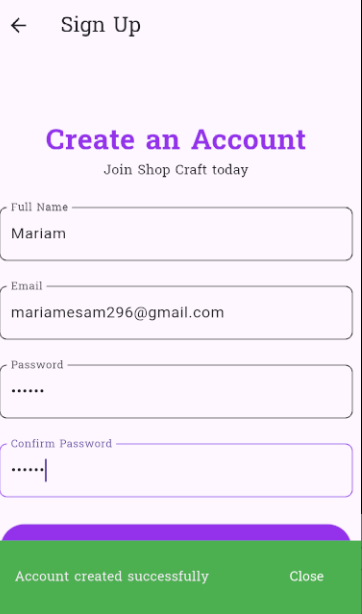 Sign Up
Create an Account
Join Shop Craft today
Full Name
Mariam
Email
mariamesam296@gmail.com
Password
••••••
Confirm Password
••••••
Account created successfully Close